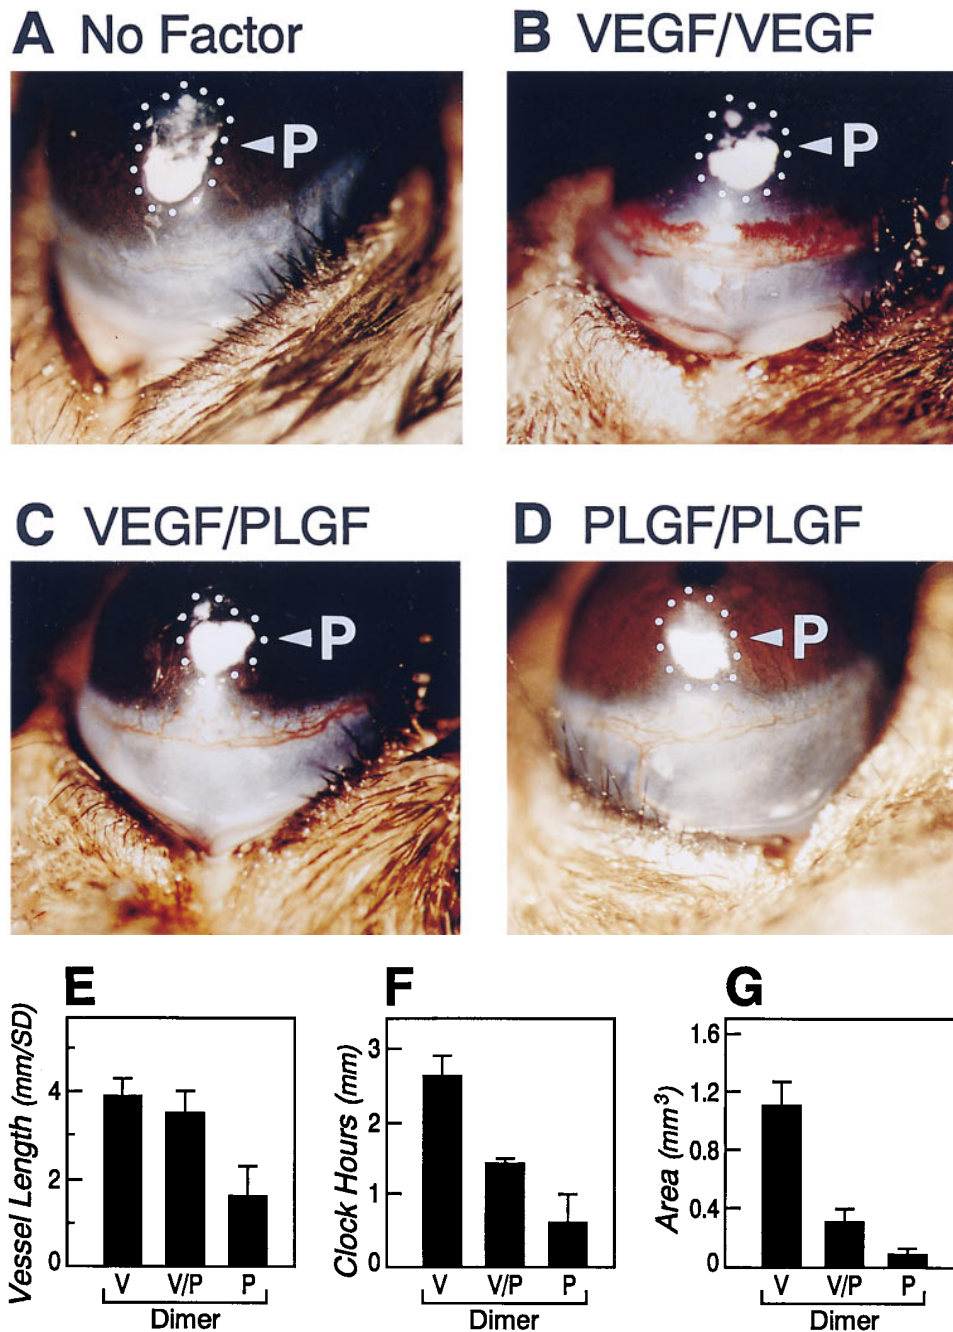 A No Factor
B VEGF/VEGF
P
P
C VEGF/PLGF
D PLGF/PLGF
P
P
E
F
G
Vessel Length (mm/SD)
4
2
0
V V/P P
Dimer
Clock Hours (mm)
3
2
1
0
V V/P P
Dimer
Area (mm³)
1.6
1.2
0.8
0.4
0
V V/P P
Dimer